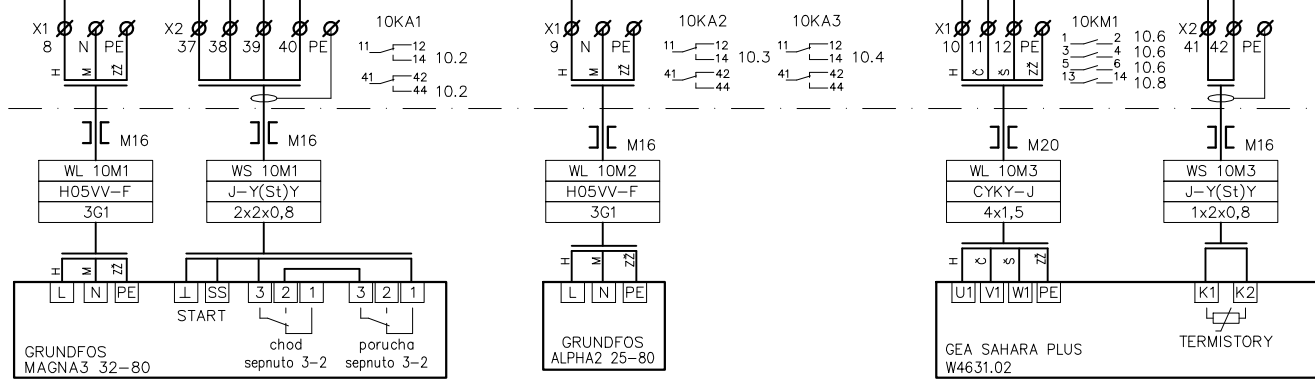 X1
8 N PE
X2
37 38 39 40 PE
10KA1
11 12
14 10.2
41 42
44 10.2
X1
9 N PE
10KA2
11 12
14 10.3
41 42
44
10KA3
11 12
14 10.4
41 42
44
X1
10 11 12 PE
10KM1
1 2 10.6
3 4 10.6
5 6 10.6
13 14 10.8
X2
41 42 PE
H M ZŽ
H M ZŽ
H Č Š ZŽ
M16
M16
M16
M20
M16
WL 10M1
H05VV-F
3G1
WS 10M1
J-Y(St)Y
2x2x0,8
WL 10M2
H05VV-F
3G1
WL 10M3
CYKY-J
4x1,5
WS 10M3
J-Y(St)Y
1x2x0,8
H M ZŽ
H M ZŽ
H Č Š ZŽ
L N PE
⊥ SS 3 2 1 3 2 1
START
chod
sepnuto 3-2
porucha
sepnuto 3-2
GRUNDFOS
MAGNA3 32-80
L N PE
GRUNDFOS
ALPHA2 25-80
U1 V1 W1 PE
K1 K2
TERMISTORY
GEA SAHARA PLUS
W4631.02